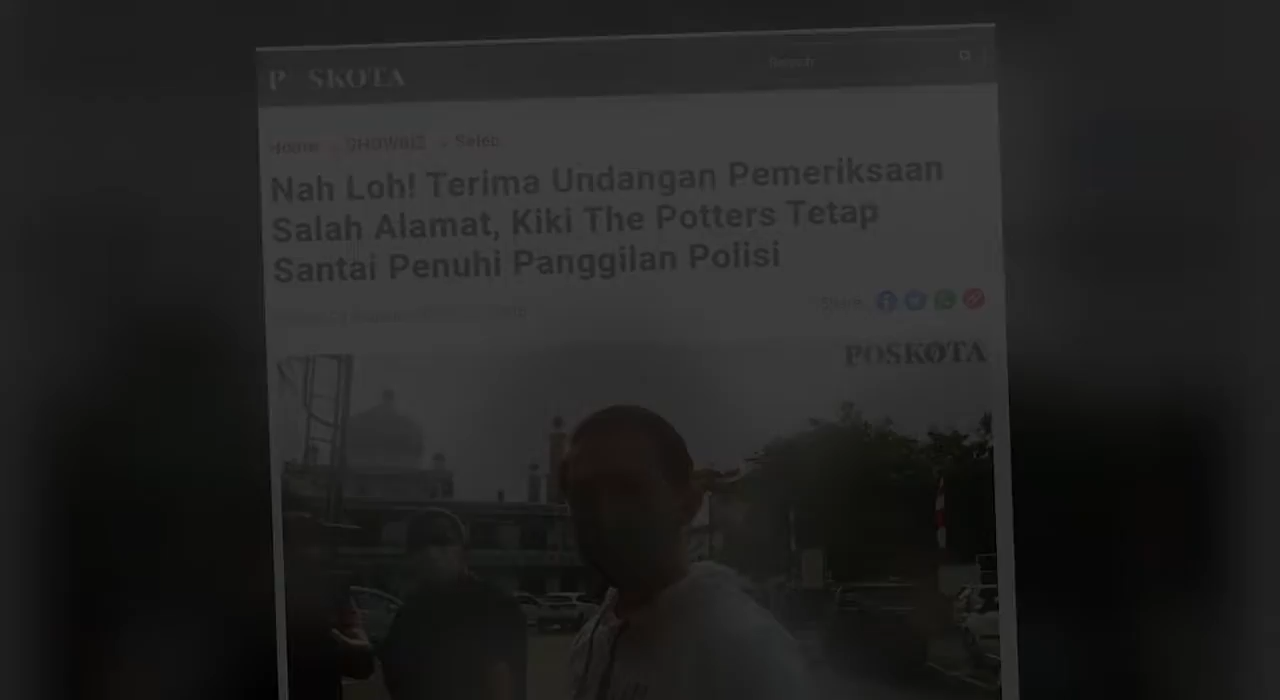 P SKOTA
Search
Home SHOWBIZ Seleb
Nah Loh! Terima Undangan Pemeriksaan
Salah Alamat, Kiki The Potters Tetap
Santai Penuhi Panggilan Polisi
Share
POSKOTA